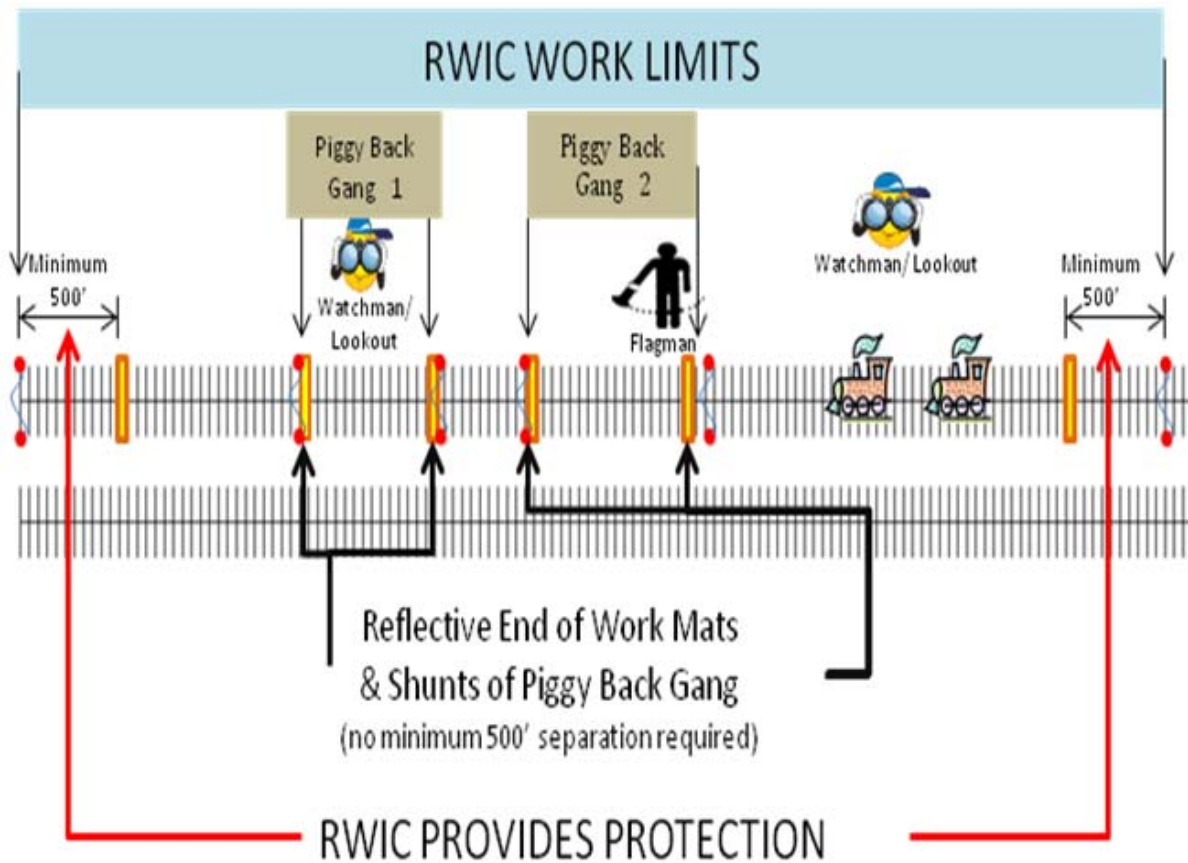 RWIC WORK LIMITS
Piggy Back
Gang 1
Piggy Back
Gang 2
Minimum
500'
Watchman/
Lookout
Flagman
Watchman/ Lookout
Minimum
500'
Reflective End of Work Mats
& Shunts of Piggy Back Gang
(no minimum 500' separation required)
RWIC PROVIDES PROTECTION